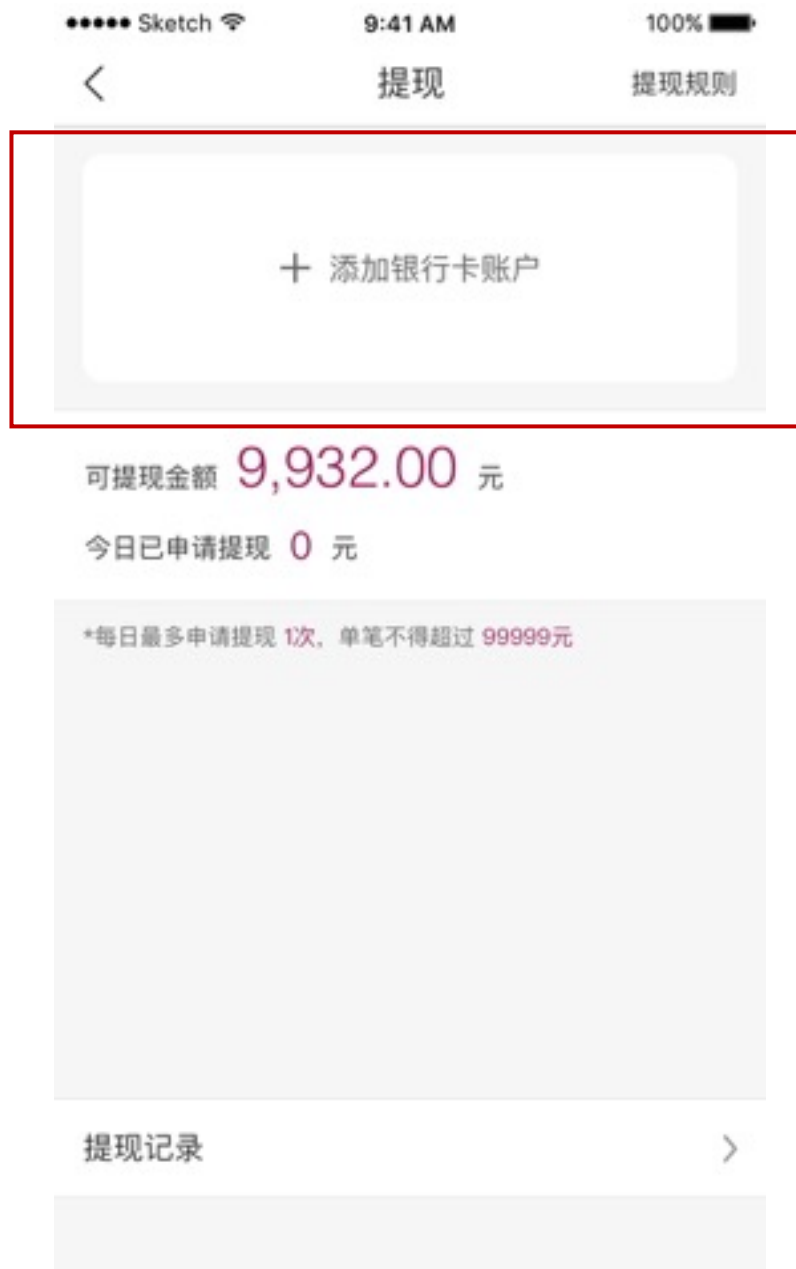 ●●●●● Sketch 9:41 AM 100%
提现 提现规则
+ 添加银行卡账户
可提现金额 9,932.00 元
今日已申请提现 0 元
*每日最多申请提现 1次，单笔不得超过 99999元
提现记录